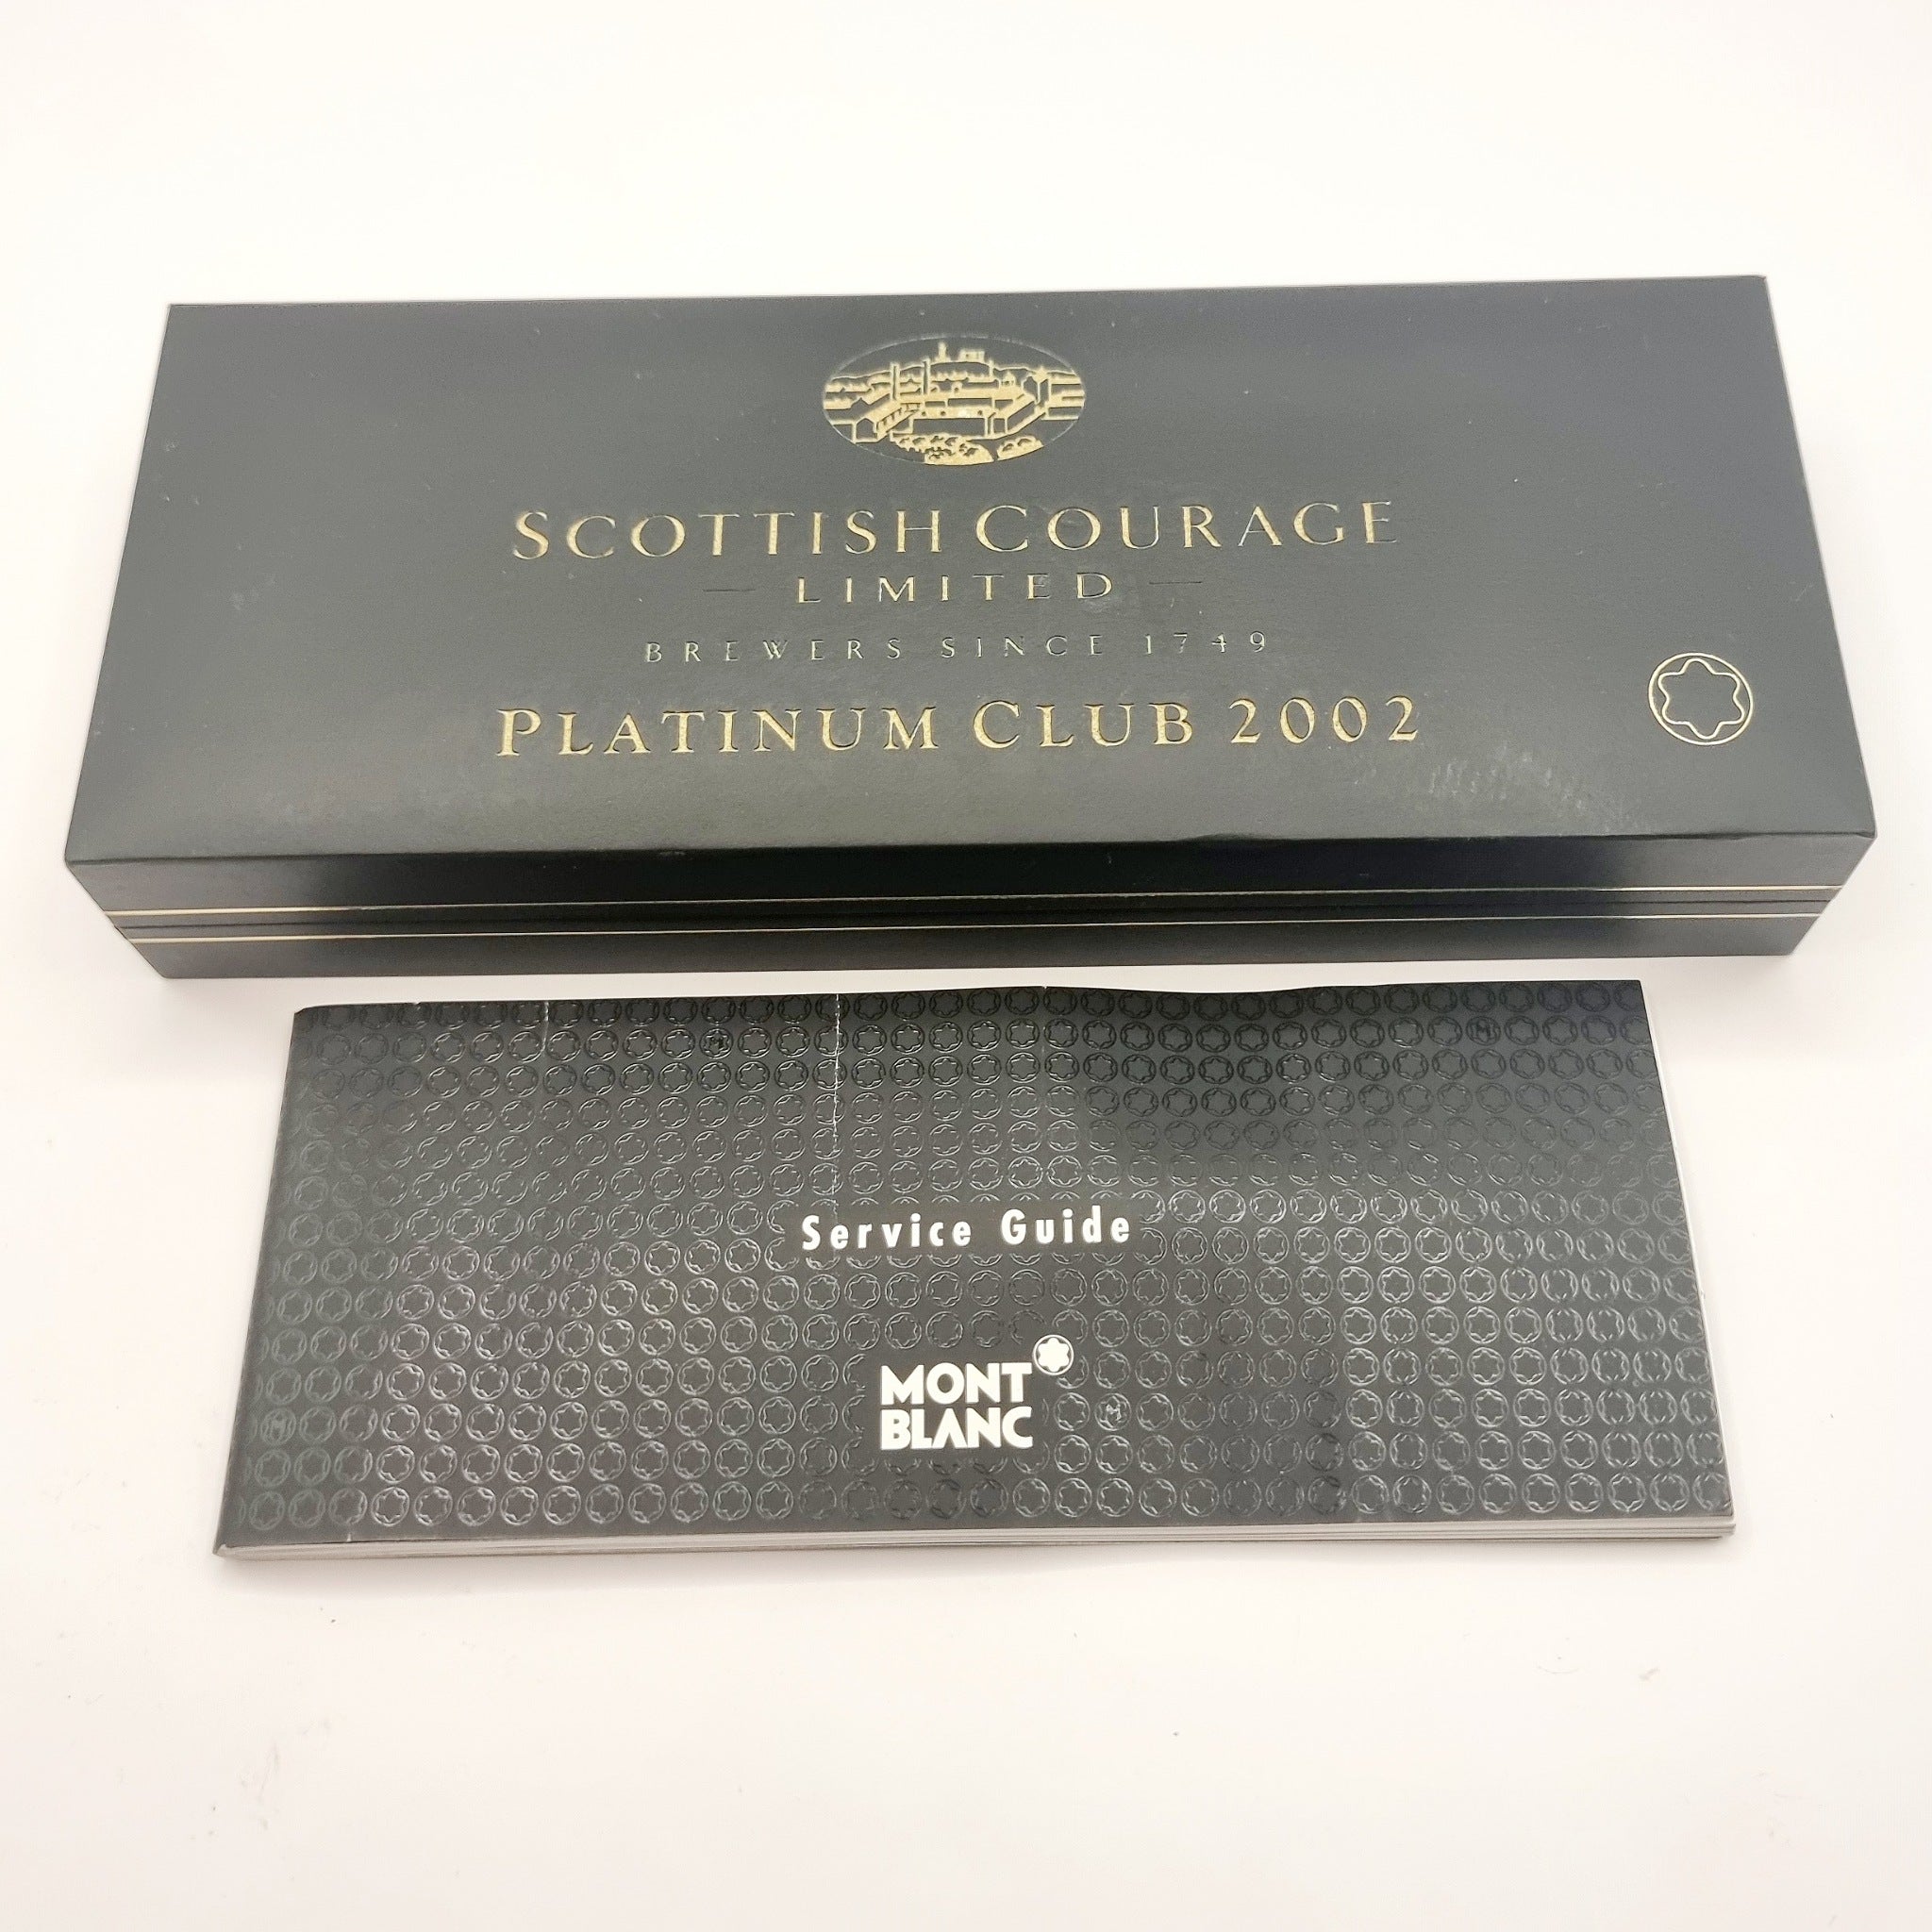 SCOTTISH COURAGE
LIMITED
BREWERS SINCE 1749
PLATINUM CLUB 2002
Service Guide
MONT
BLANC